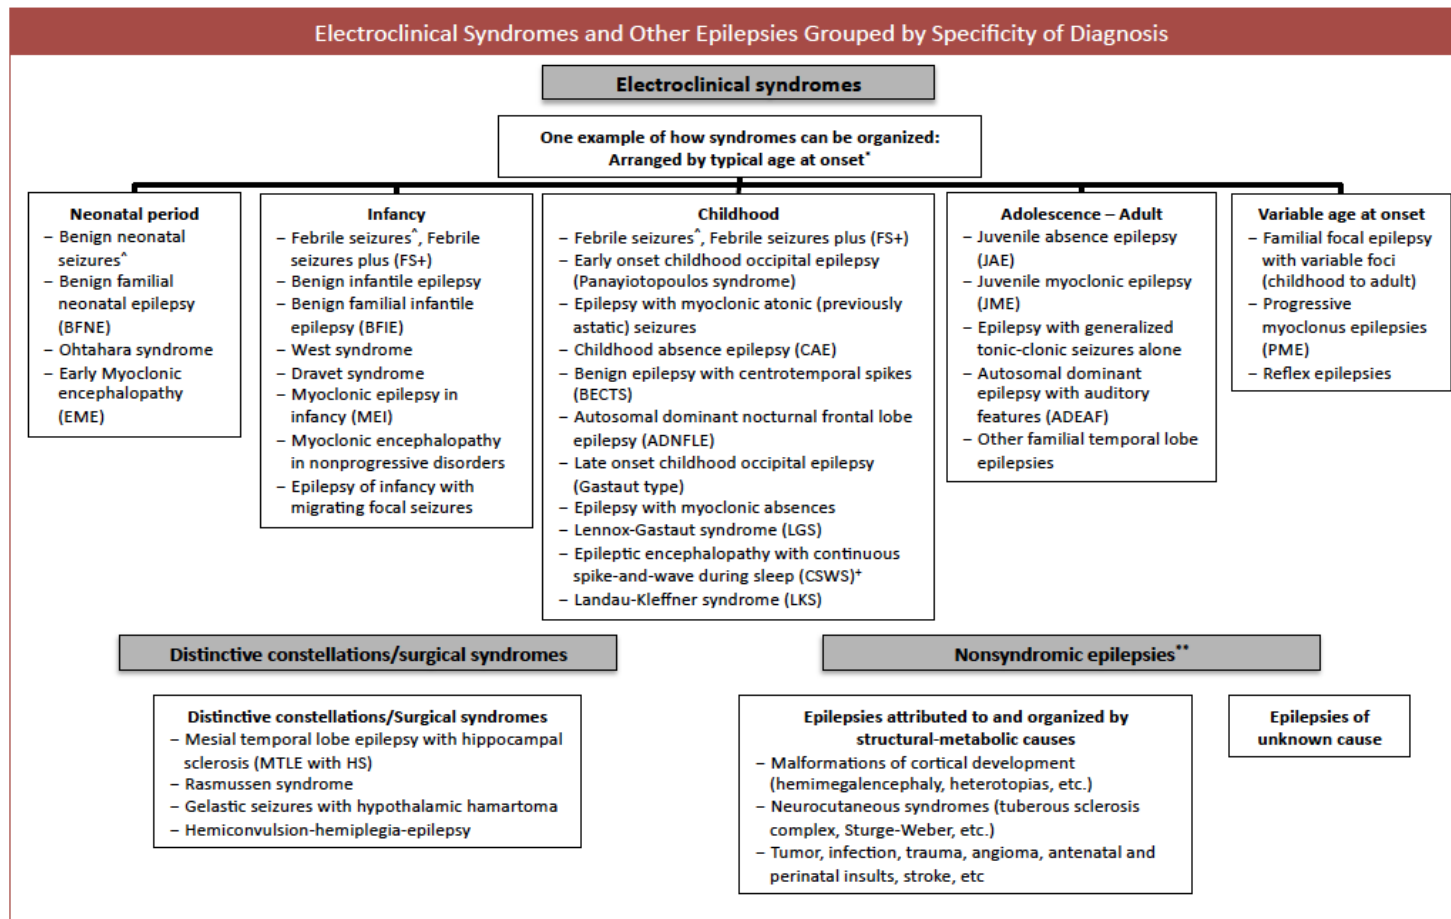 Electroclinical Syndromes and Other Epilepsies Grouped by Specificity of Diagnosis
Electroclinical syndromes
One example of how syndromes can be organized:
Arranged by typical age at onset*
Neonatal period
– Benign neonatal
seizures^
– Benign familial
neonatal epilepsy
(BFNE)
– Ohtahara syndrome
– Early Myoclonic
encephalopathy
(EME)
Infancy
– Febrile seizures^, Febrile
seizures plus (FS+)
– Benign infantile epilepsy
– Benign familial infantile
epilepsy (BFIE)
– West syndrome
– Dravet syndrome
– Myoclonic epilepsy in
infancy (MEI)
– Myoclonic encephalopathy
in nonprogressive disorders
– Epilepsy of infancy with
migrating focal seizures
Childhood
– Febrile seizures^, Febrile seizures plus (FS+)
– Early onset childhood occipital epilepsy
(Panayiotopoulos syndrome)
– Epilepsy with myoclonic atonic (previously
astatic) seizures
– Childhood absence epilepsy (CAE)
– Benign epilepsy with centrotemporal spikes
(BECTS)
– Autosomal dominant nocturnal frontal lobe
epilepsy (ADNFLE)
– Late onset childhood occipital epilepsy
(Gastaut type)
– Epilepsy with myoclonic absences
– Lennox-Gastaut syndrome (LGS)
– Epileptic encephalopathy with continuous
spike-and-wave during sleep (CSWS)+
– Landau-Kleffner syndrome (LKS)
Adolescence – Adult
– Juvenile absence epilepsy
(JAE)
– Juvenile myoclonic epilepsy
(JME)
– Epilepsy with generalized
tonic-clonic seizures alone
– Autosomal dominant
epilepsy with auditory
features (ADEAF)
– Other familial temporal lobe
epilepsies
Variable age at onset
– Familial focal epilepsy
with variable foci
(childhood to adult)
– Progressive
myoclonus epilepsies
(PME)
– Reflex epilepsies
Distinctive constellations/surgical syndromes
Distinctive constellations/Surgical syndromes
– Mesial temporal lobe epilepsy with hippocampal
sclerosis (MTLE with HS)
– Rasmussen syndrome
– Gelastic seizures with hypothalamic hamartoma
– Hemiconvulsion-hemiplegia-epilepsy
Nonsyndromic epilepsies**
Epilepsies attributed to and organized by
structural-metabolic causes
– Malformations of cortical development
(hemimegalencephaly, heterotopias, etc.)
– Neurocutaneous syndromes (tuberous sclerosis
complex, Sturge-Weber, etc.)
– Tumor, infection, trauma, angioma, antenatal and
perinatal insults, stroke, etc
Epilepsies of
unknown cause